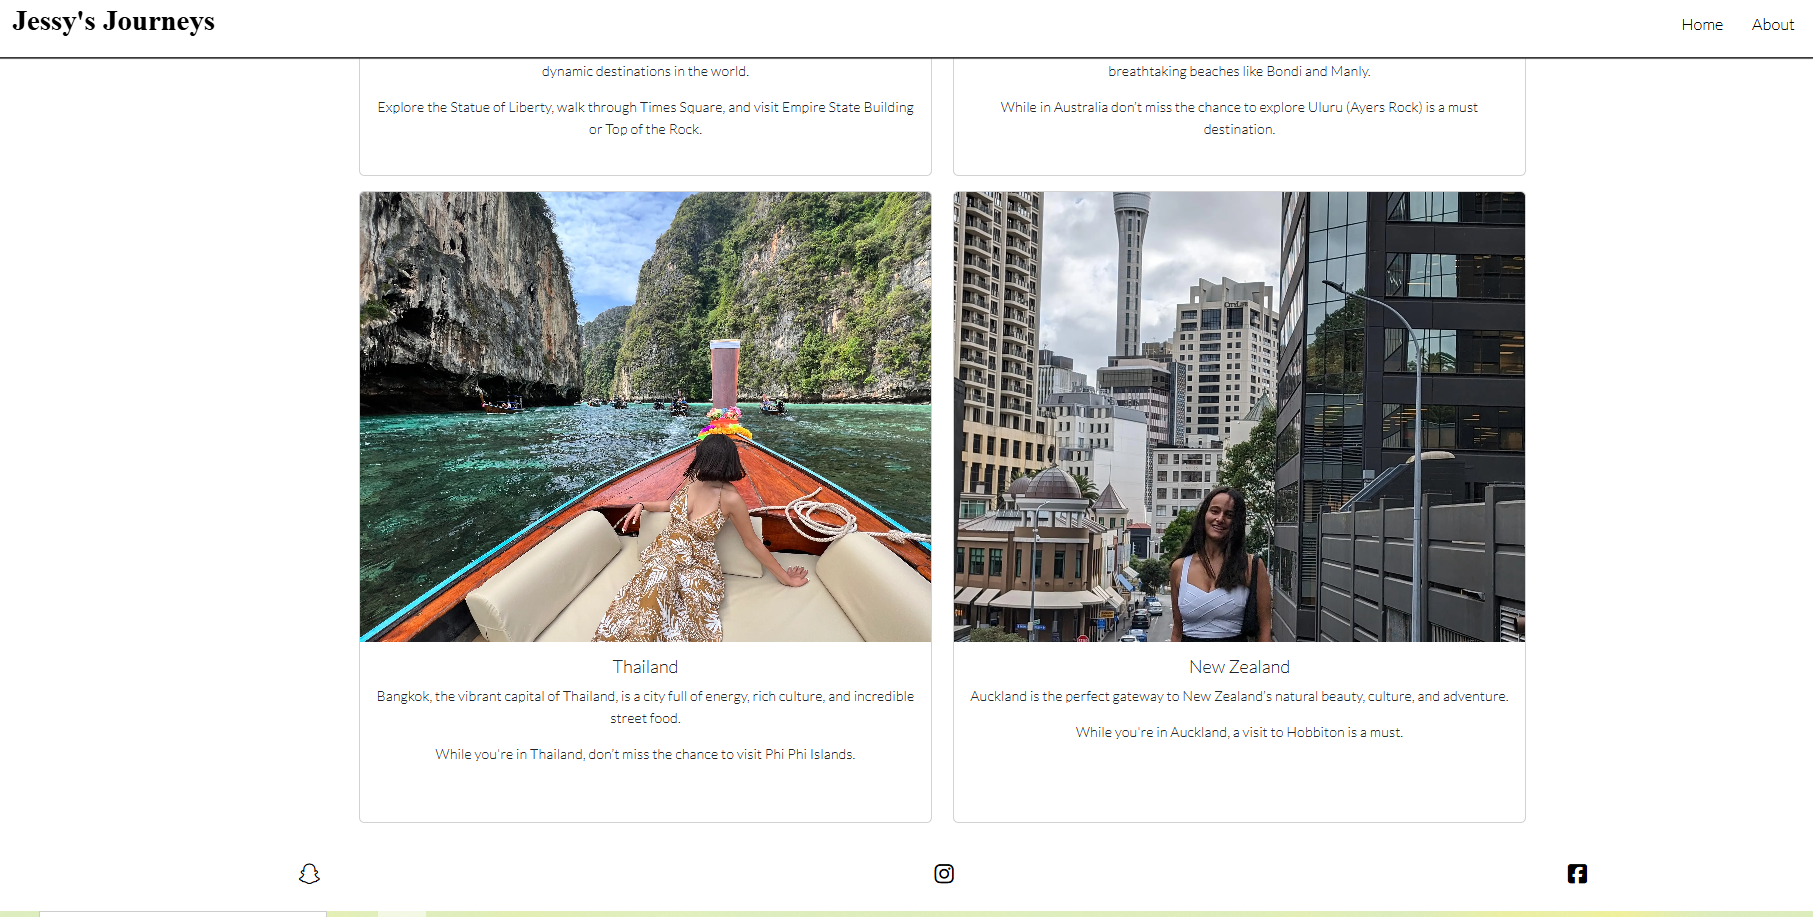 Jessy's Journeys
Home
About
dynamic destinations in the world.
Explore the Statue of Liberty, walk through Times Square, and visit Empire State Building
or Top of the Rock.
breathtaking beaches like Bondi and Manly.
While in Australia don't miss the chance to explore Uluru (Ayers Rock) is a must
destination.
Thailand
Bangkok, the vibrant capital of Thailand, is a city full of energy, rich culture, and incredible
street food.
While you're in Thailand, don't miss the chance to visit Phi Phi Islands.
New Zealand
Auckland is the perfect gateway to New Zealand's natural beauty, culture, and adventure.
While you're in Auckland, a visit to Hobbiton is a must.